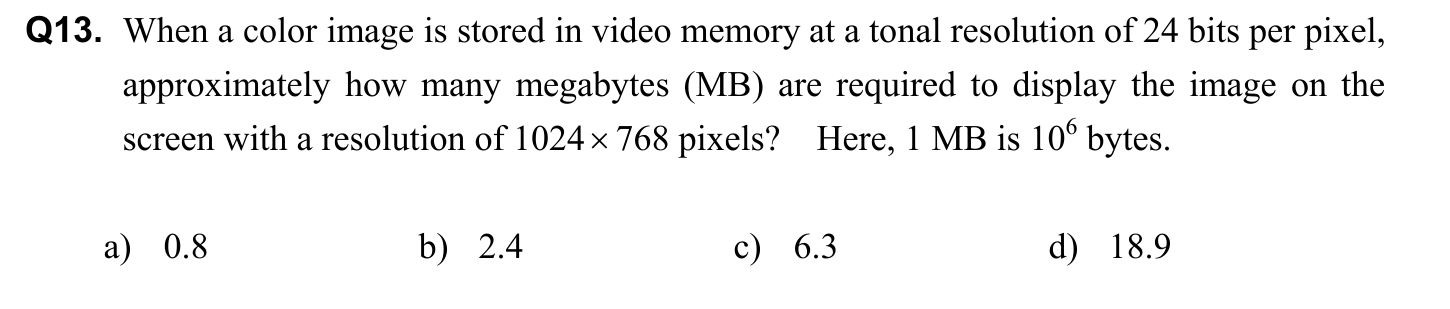 Q13. When a color image is stored in video memory at a tonal resolution of 24 bits per pixel,
approximately how many megabytes (MB) are required to display the image on the
screen with a resolution of 1024 × 768 pixels? Here, 1 MB is 10⁶ bytes.
a) 0.8 b) 2.4 c) 6.3 d) 18.9